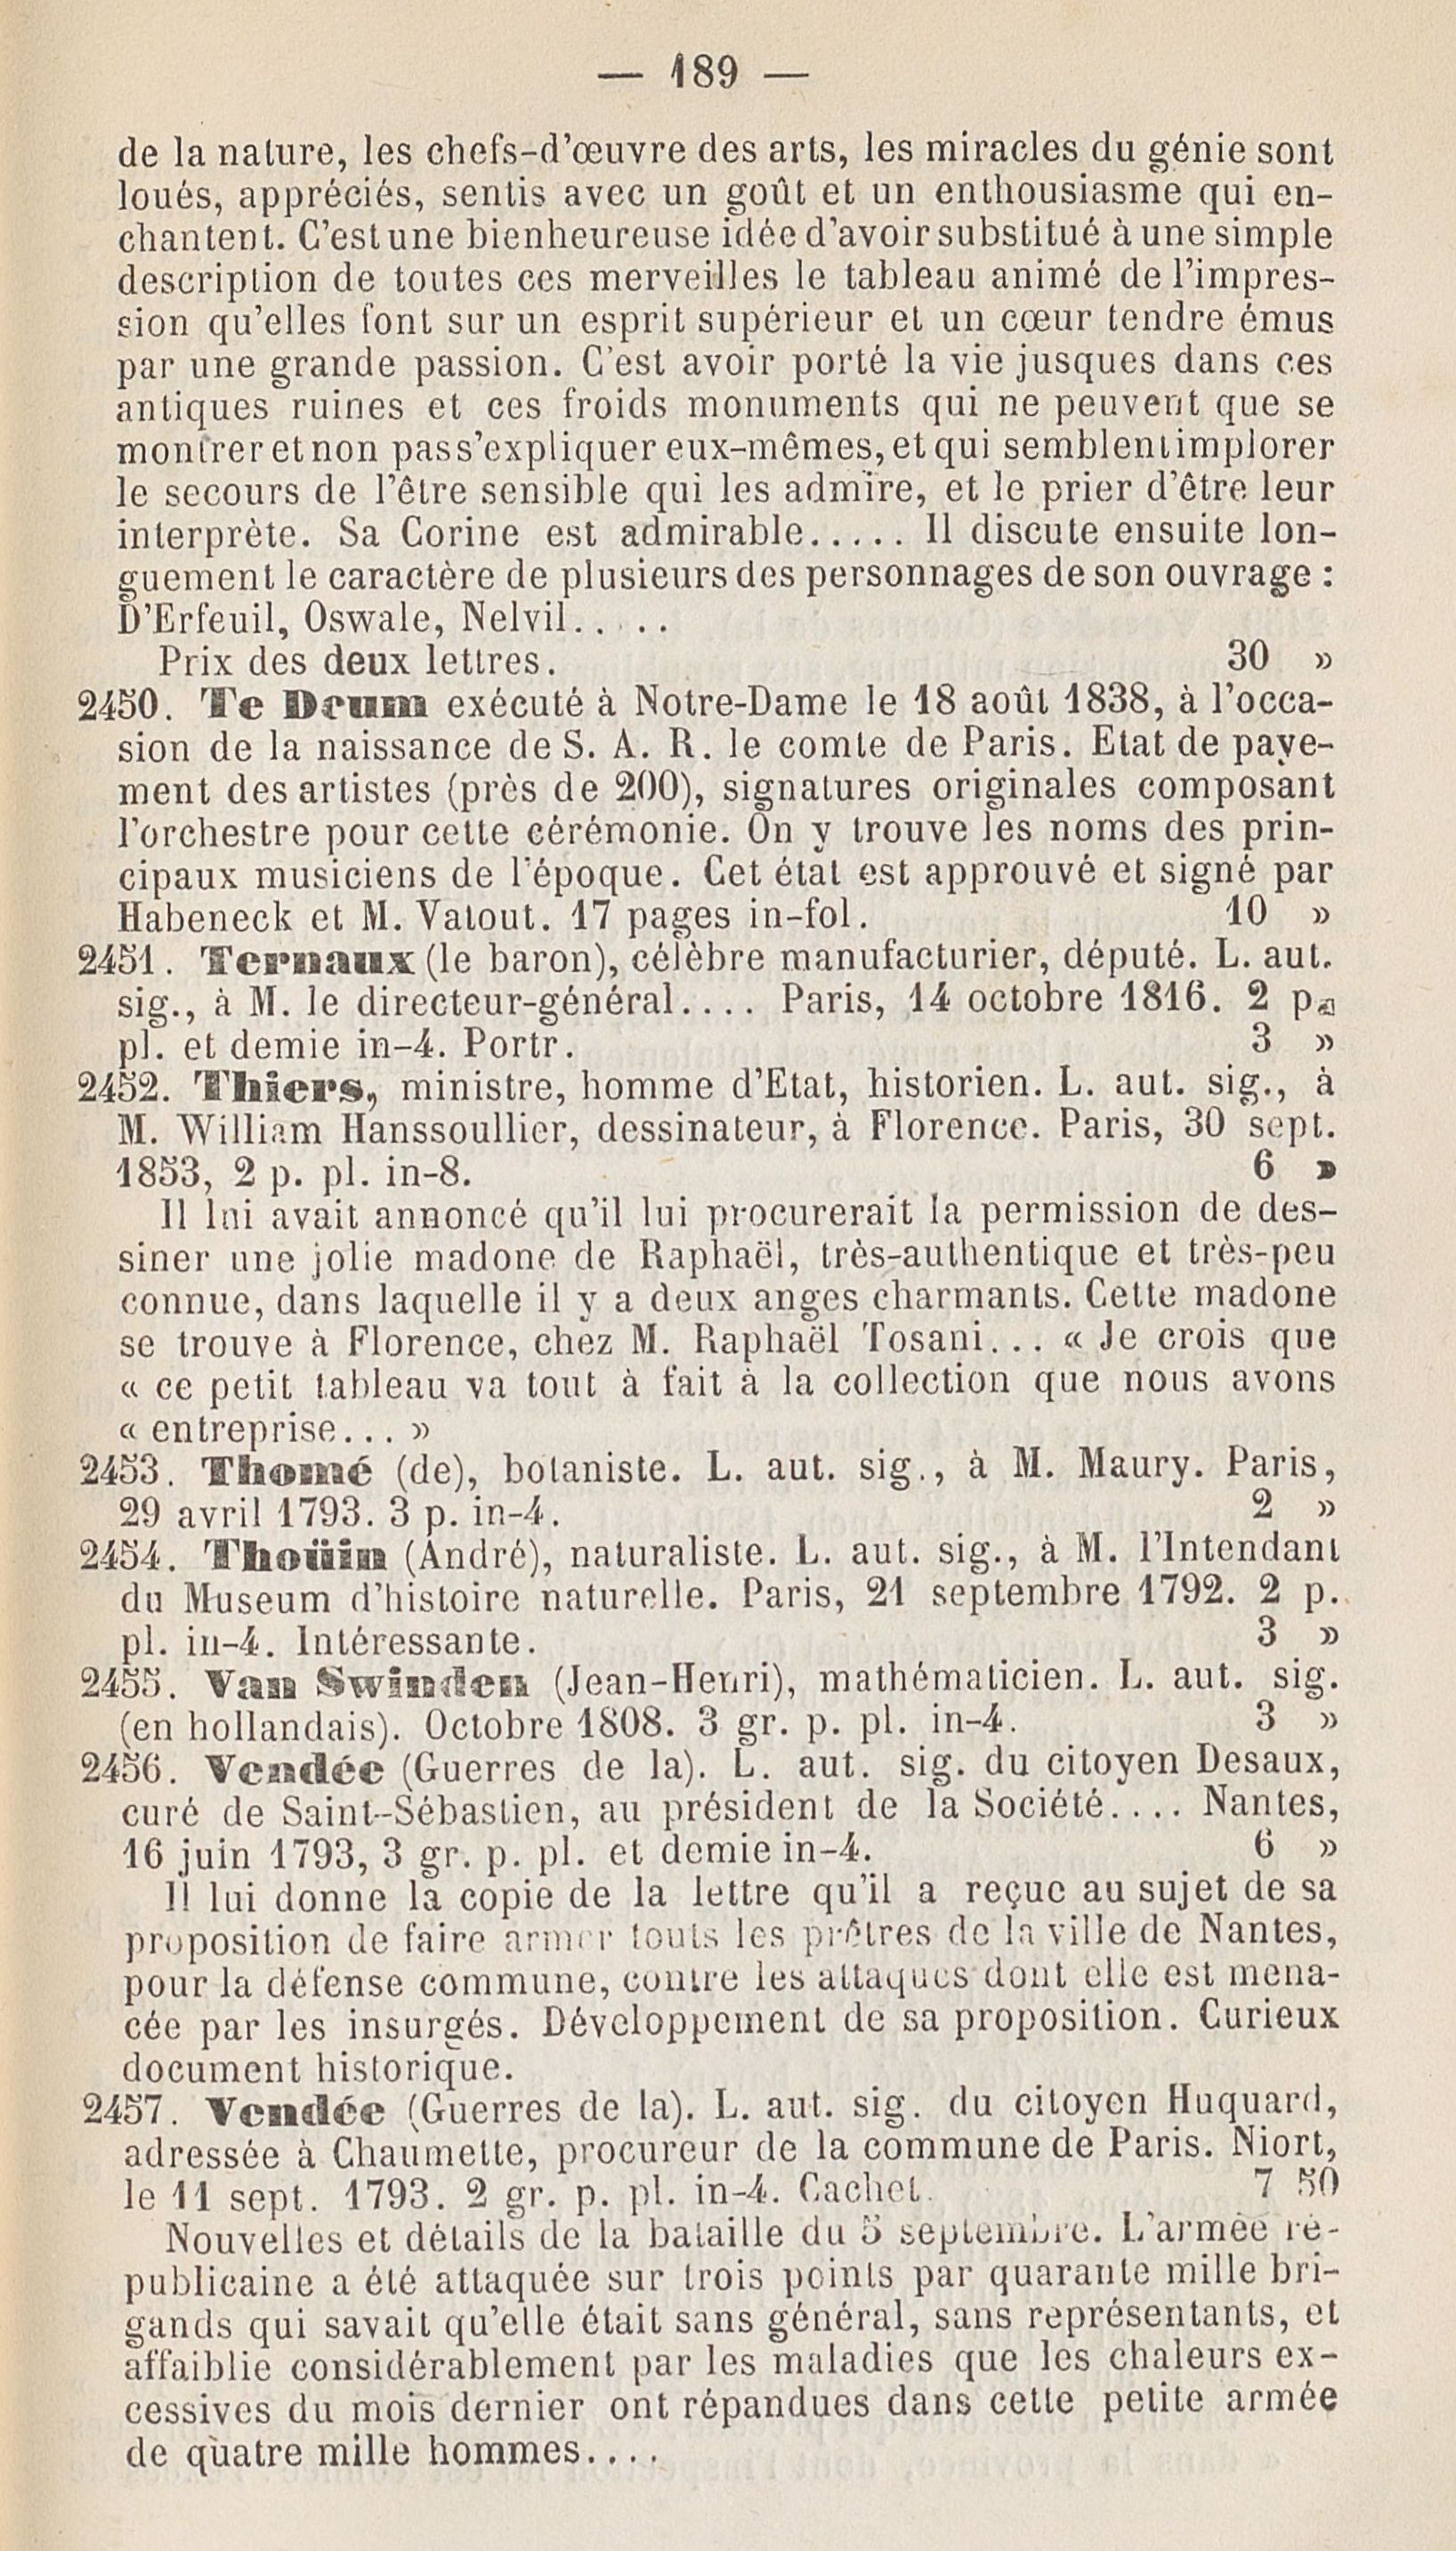 — 189 —
de la nature, les chefs-d'œuvre des arts, les miracles du génie sont
loués, appréciés, sentis avec un goût et un enthousiasme qui en-
chantent. C'est une bienheureuse idée d'avoir substitué à une simple
description de toutes ces merveilles le tableau animé de l'impres-
sion qu'elles font sur un esprit supérieur et un cœur tendre émus
par une grande passion. C'est avoir porté la vie jusques dans ces
antiques ruines et ces froids monuments qui ne peuvent que se
montrer et non pas s'expliquer eux-mêmes, et qui semblent implorer
le secours de l'être sensible qui les admire, et le prier d'être leur
interprète. Sa Corine est admirable..... Il discute ensuite lon-
guement le caractère de plusieurs des personnages de son ouvrage :
D'Erfeuil, Oswale, Nelvil.....
Prix des deux lettres. 30 »
2450. Te Deum exécuté à Notre-Dame le 18 août 1838, à l'occa-
sion de la naissance de S. A. R. le comte de Paris. Etat de paye-
ment des artistes (près de 200), signatures originales composant
l'orchestre pour cette cérémonie. On y trouve les noms des prin-
cipaux musiciens de l'époque. Cet état est approuvé et signé par
Habeneck et M. Vatout. 17 pages in-fol. 10 »
2451. Ternaux (le baron), célèbre manufacturier, député. L. aut.
sig., à M. le directeur-général.... Paris, 14 octobre 1816. 2 p.
pl. et demie in-4. Portr. 3 »
2452. Thiers, ministre, homme d'Etat, historien. L. aut. sig., à
M. William Hanssoullier, dessinateur, à Florence. Paris, 30 sept.
1853, 2 p. pl. in-8. 6 »
Il lui avait annoncé qu'il lui procurerait la permission de des-
siner une jolie madone de Raphaël, très-authentique et très-peu
connue, dans laquelle il y a deux anges charmants. Cette madone
se trouve à Florence, chez M. Raphaël Tosani... « Je crois que
« ce petit tableau va tout à fait à la collection que nous avons
« entreprise... »
2453. Thomé (de), botaniste. L. aut. sig., à M. Maury. Paris,
29 avril 1793. 3 p. in-4. 2 »
2454. Thoüin (André), naturaliste. L. aut. sig., à M. l'Intendant
du Museum d'histoire naturelle. Paris, 21 septembre 1792. 2 p.
pl. in-4. Intéressante. 3 »
2455. Van Swinden (Jean-Henri), mathématicien. L. aut. sig.
(en hollandais). Octobre 1808. 3 gr. p. pl. in-4. 3 »
2456. Vendée (Guerres de la). L. aut. sig. du citoyen Desaux,
curé de Saint-Sébastien, au président de la Société.... Nantes,
16 juin 1793, 3 gr. p. pl. et demie in-4. 6 »
Il lui donne la copie de la lettre qu'il a reçue au sujet de sa
proposition de faire armer touts les prêtres de la ville de Nantes,
pour la défense commune, contre les attaques dont elle est mena-
cée par les insurgés. Développement de sa proposition. Curieux
document historique.
2457. Vendée (Guerres de la). L. aut. sig. du citoyen Huquard,
adressée à Chaumette, procureur de la commune de Paris. Niort,
le 11 sept. 1793. 2 gr. p. pl. in-4. Cachet. 7 50
Nouvelles et détails de la bataille du 5 septembre. L'armée ré-
publicaine a été attaquée sur trois points par quarante mille bri-
gands qui savait qu'elle était sans général, sans représentants, et
affaiblie considérablement par les maladies que les chaleurs ex-
cessives du mois dernier ont répandues dans cette petite armée
de quatre mille hommes....